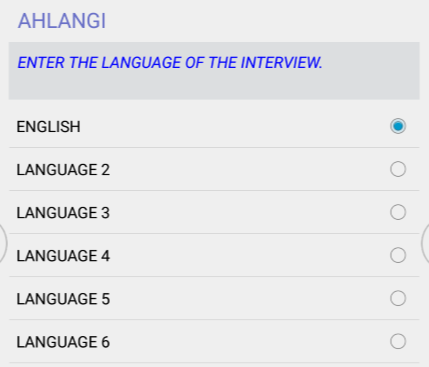 AHLANGI
ENTER THE LANGUAGE OF THE INTERVIEW.
ENGLISH
LANGUAGE 2
LANGUAGE 3
LANGUAGE 4
LANGUAGE 5
LANGUAGE 6